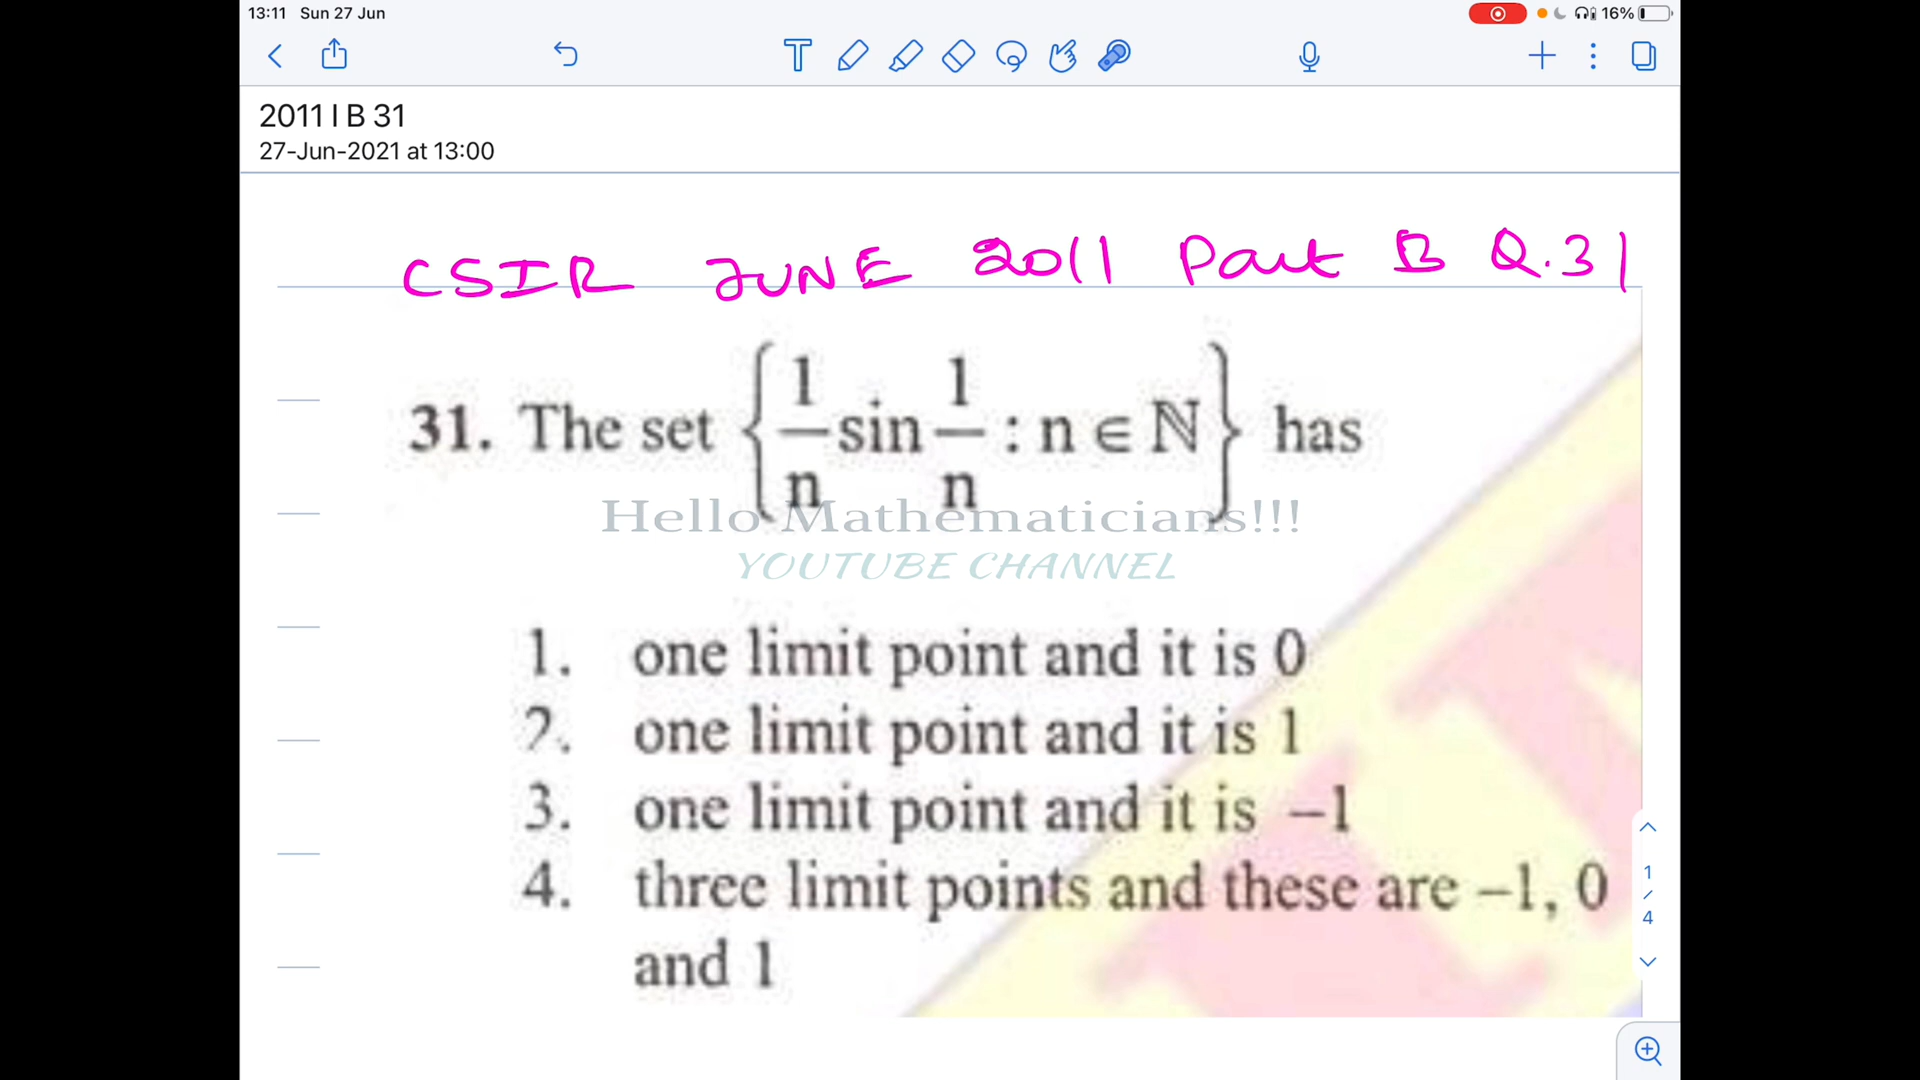 13:11 Sun 27 Jun 16%
2011 I B 31
27-Jun-2021 at 13:00
CSIR JUNE 2011 Part B Q.31
31. The set {1/n sin 1/n : n ∈ ℕ} has
Hello Mathematicians!!!
YOUTUBE CHANNEL
1. one limit point and it is 0
2. one limit point and it is 1
3. one limit point and it is –1
4. three limit points and these are –1, 0
and 1
1/4